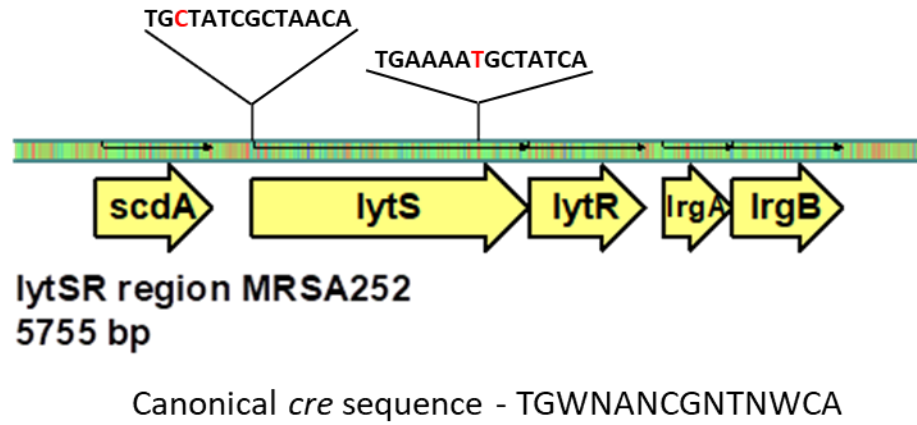 TGCTATCGCTAACA
TGAAAATGCTATCA
scdA
lytS
lytR
lrgA
lrgB
lytSR region MRSA252
5755 bp
Canonical cre sequence - TGWNANCGNTNWCA